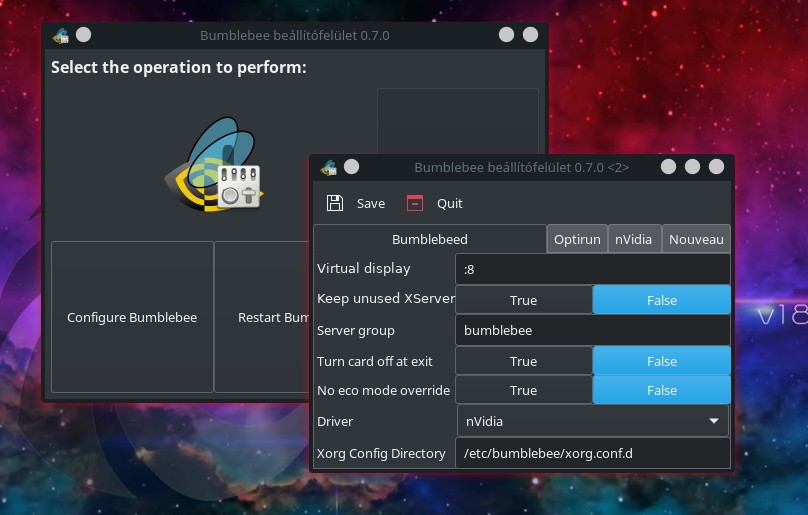 Bumblebee beállítófelület 0.7.0
Select the operation to perform:
Configure Bumblebee
Restart Bum
Bumblebee beállítófelület 0.7.0 <2>
Save Quit
Bumblebeed Optirun nVidia Nouveau
Virtual display :8
Keep unused XServer True False
Server group bumblebee
Turn card off at exit True False
No eco mode override True False
Driver nVidia
Xorg Config Directory /etc/bumblebee/xorg.conf.d
v18